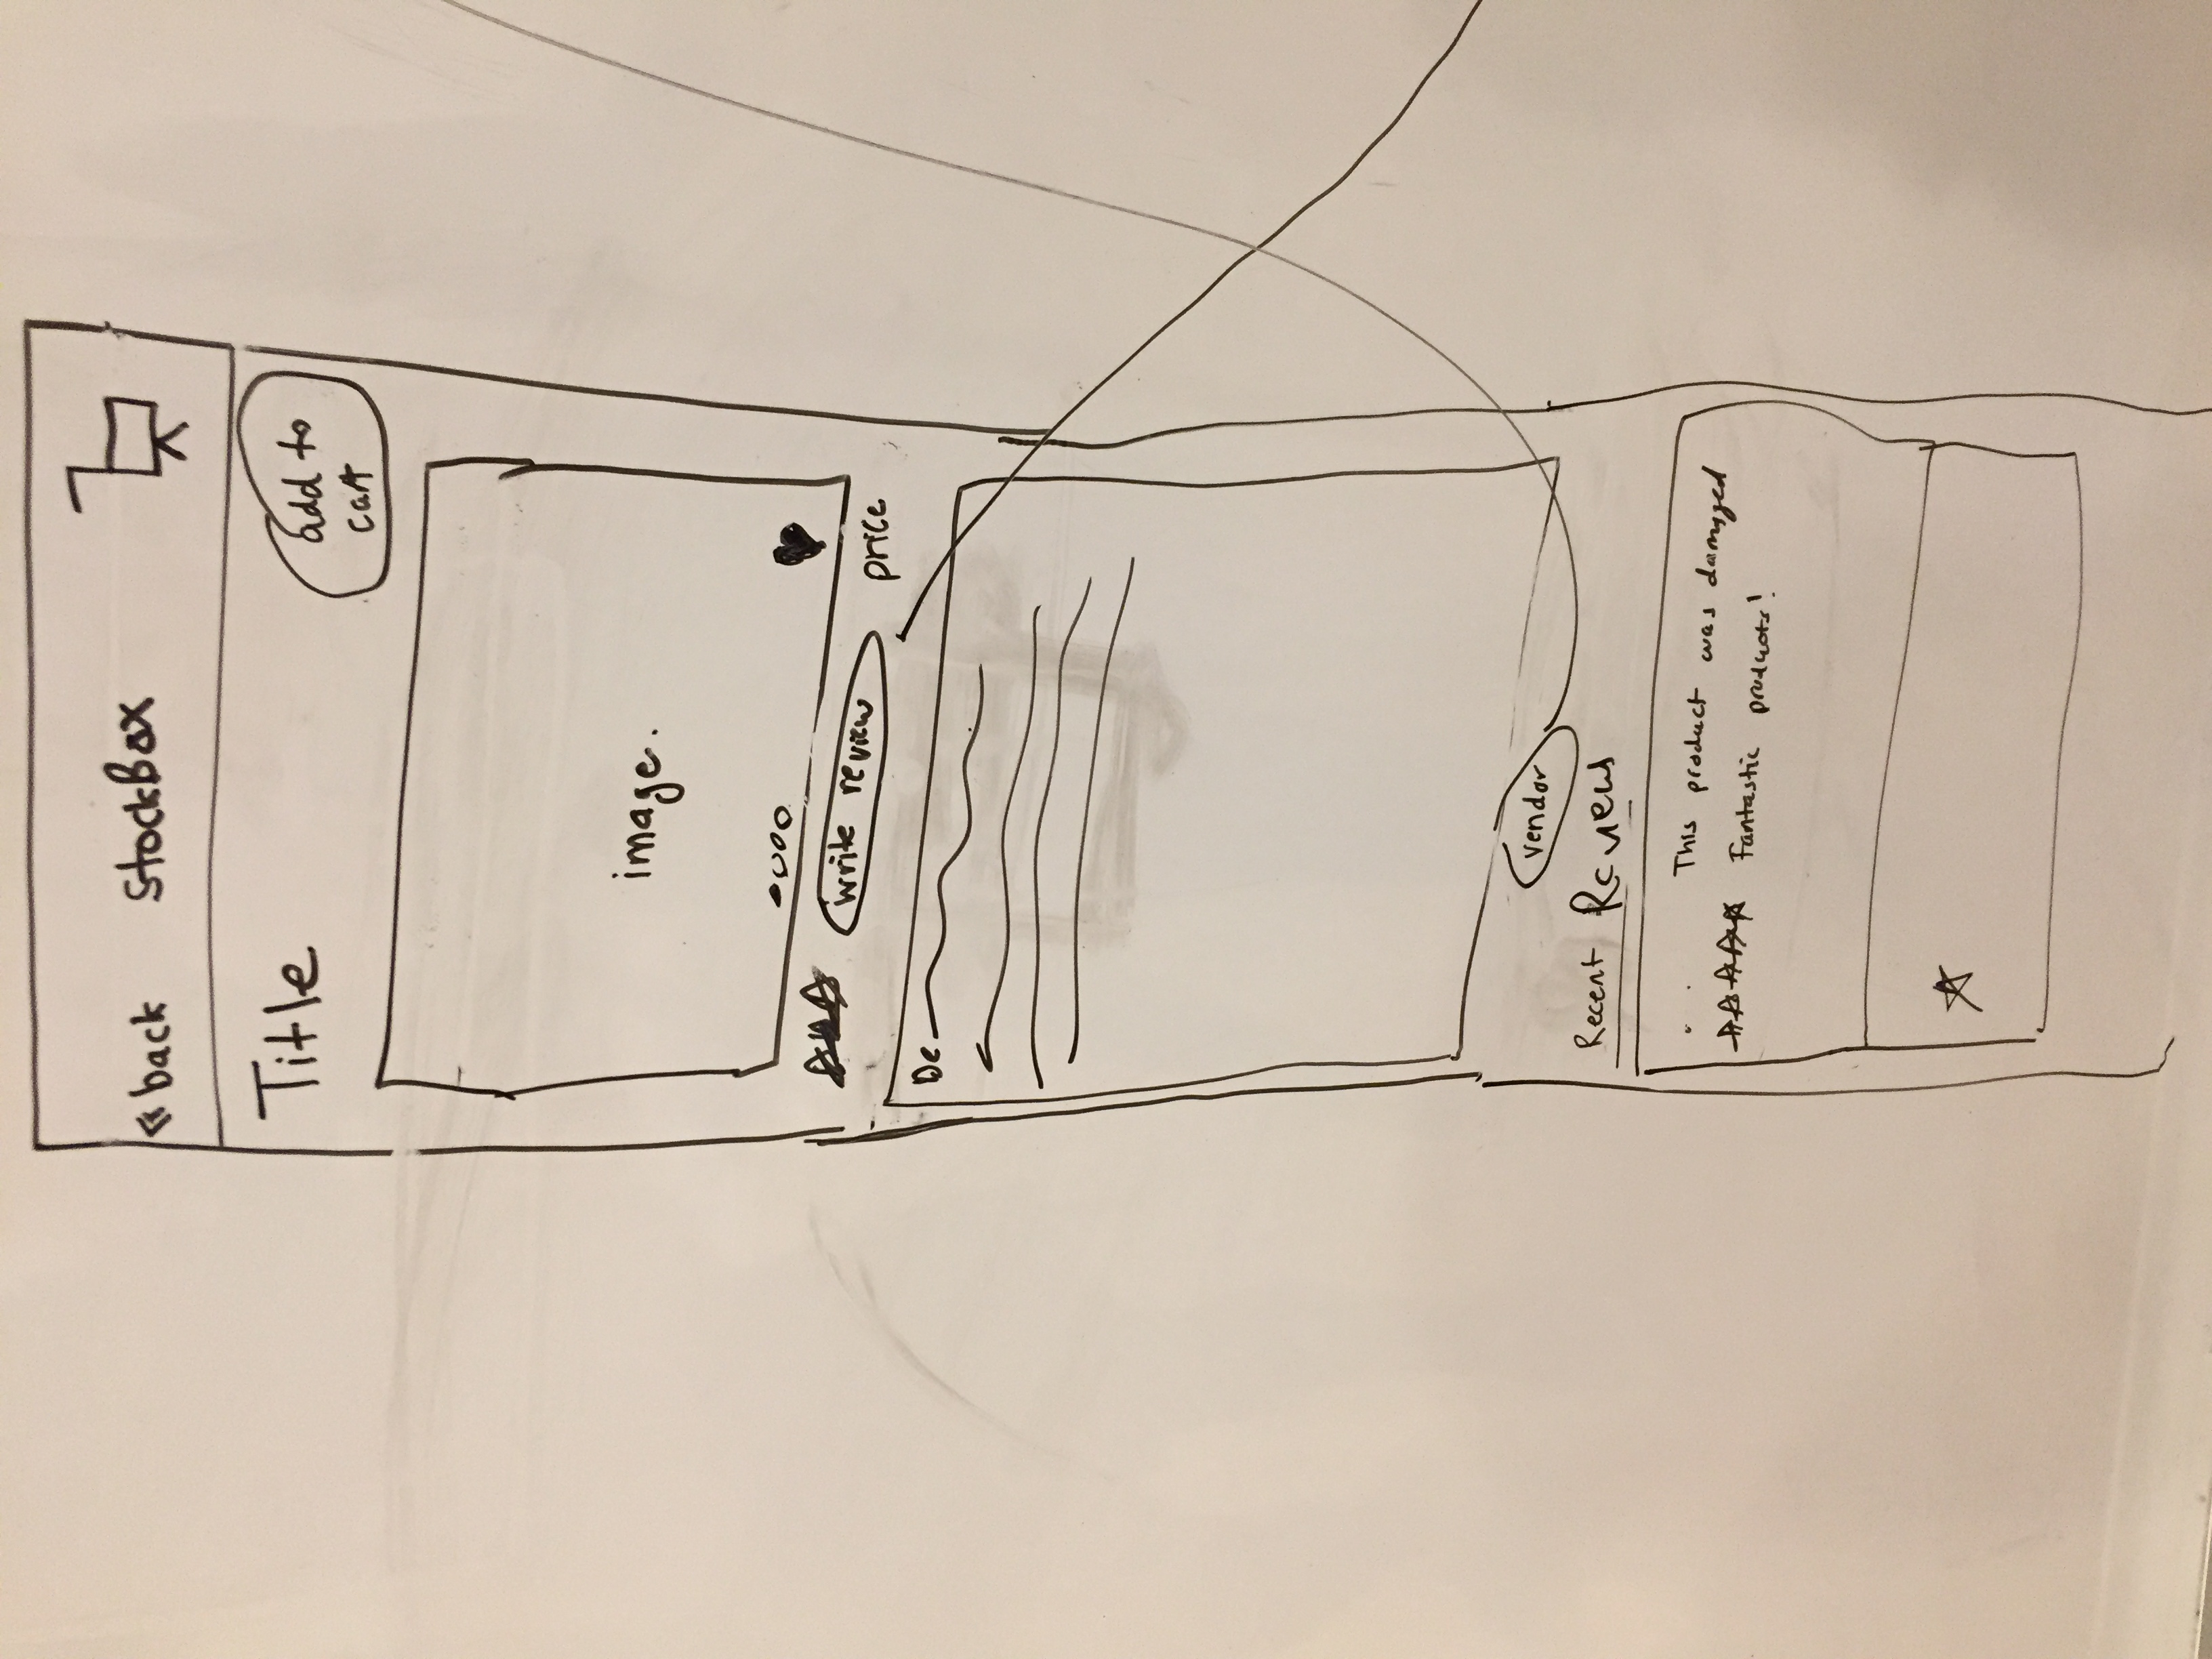 << back StockBox
Title
add to
cart
image.
write review
price
De
vendor
Recent Reviews
This product was damaged
Fantastic products!